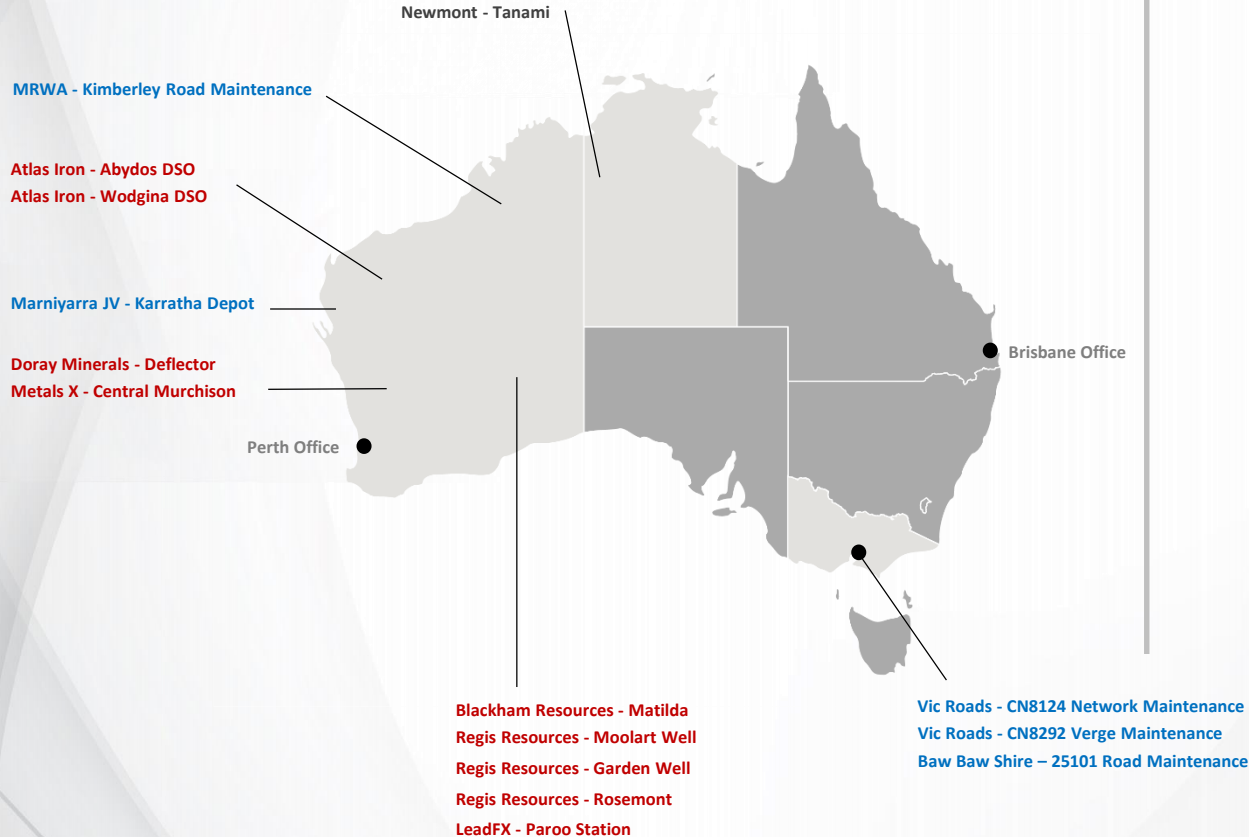 Newmont - Tanami
MRWA - Kimberley Road Maintenance
Atlas Iron - Abydos DSO
Atlas Iron - Wodgina DSO
Marniyarra JV - Karratha Depot
Doray Minerals - Deflector
Metals X - Central Murchison
Perth Office
Brisbane Office
Blackham Resources - Matilda
Regis Resources - Moolart Well
Regis Resources - Garden Well
Regis Resources - Rosemont
LeadFX - Paroo Station
Vic Roads - CN8124 Network Maintenance
Vic Roads - CN8292 Verge Maintenance
Baw Baw Shire – 25101 Road Maintenance